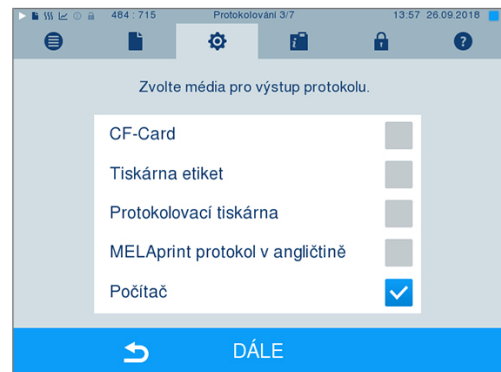 484 : 715 Protokolování 3/7 13:57 26.09.2018
Zvolte média pro výstup protokolu.
CF-Card
Tiskárna etiket
Protokolovací tiskárna
MELAprint protokol v angličtině
Počítač
DÁLE